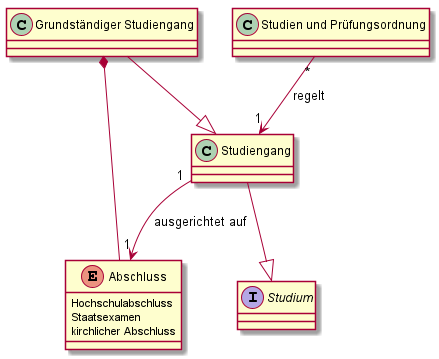 C Grundständiger Studiengang
C Studien und Prüfungsordnung
*
regelt
1
C Studiengang
1
ausgerichtet auf
1
E Abschluss
Hochschulabschluss
Staatsexamen
kirchlicher Abschluss
I Studium